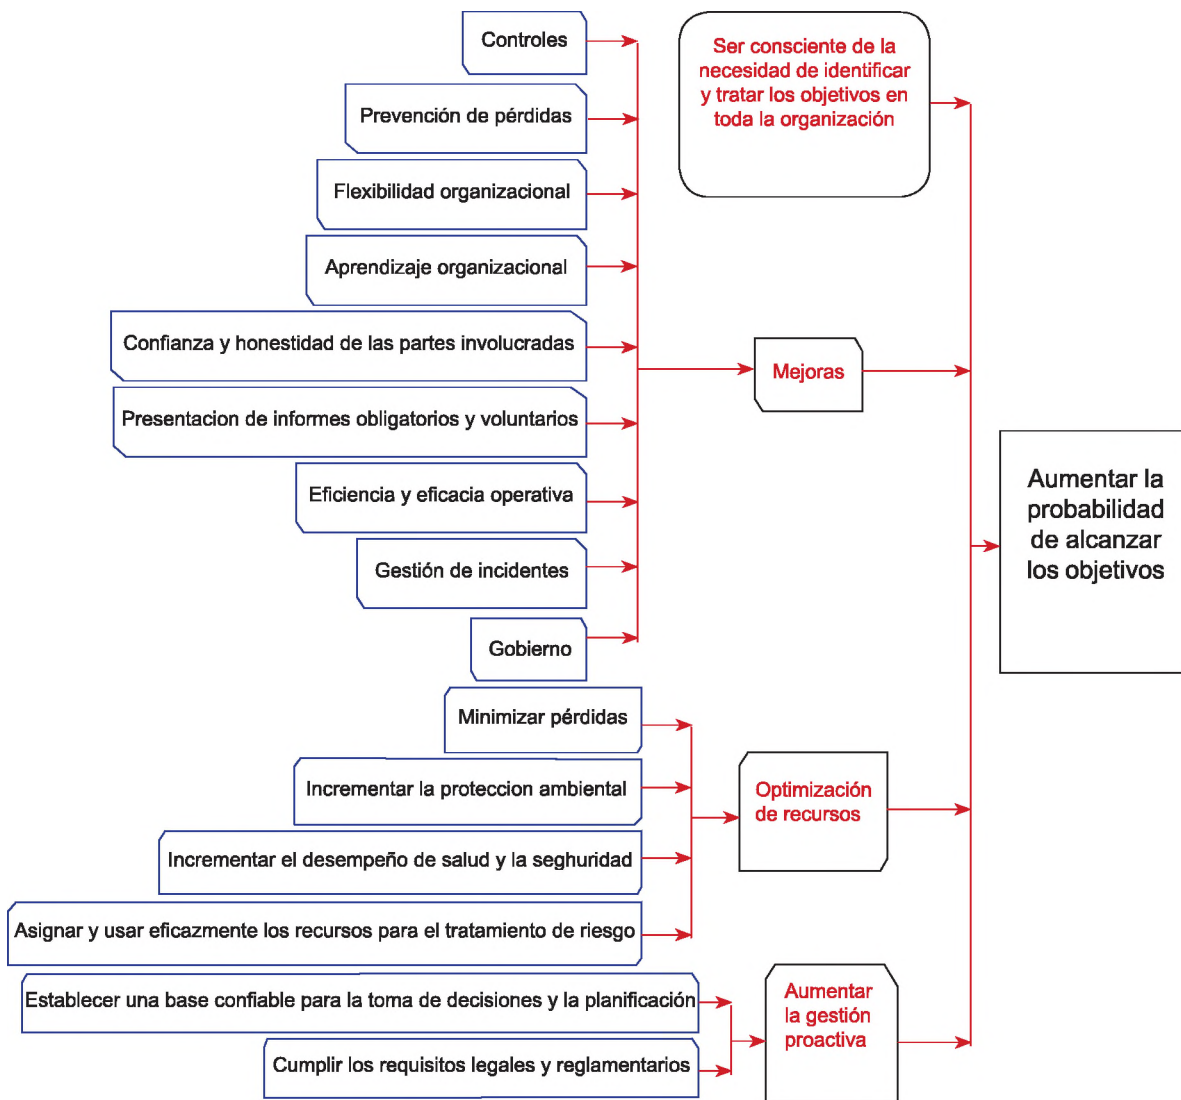 Controles
Prevención de pérdidas
Flexibilidad organizacional
Aprendizaje organizacional
Confianza y honestidad de las partes involucradas
Presentacion de informes obligatorios y voluntarios
Eficiencia y eficacia operativa
Gestión de incidentes
Gobierno
Minimizar pérdidas
Incrementar la proteccion ambiental
Incrementar el desempeño de salud y la seghuridad
Asignar y usar eficazmente los recursos para el tratamiento de riesgo
Establecer una base confiable para la toma de decisiones y la planificación
Cumplir los requisitos legales y reglamentarios
Ser consciente de la
necesidad de identificar
y tratar los objetivos en
toda la organización
Mejoras
Optimización
de recursos
Aumentar
la gestión
proactiva
Aumentar la
probabilidad
de alcanzar
los objetivos